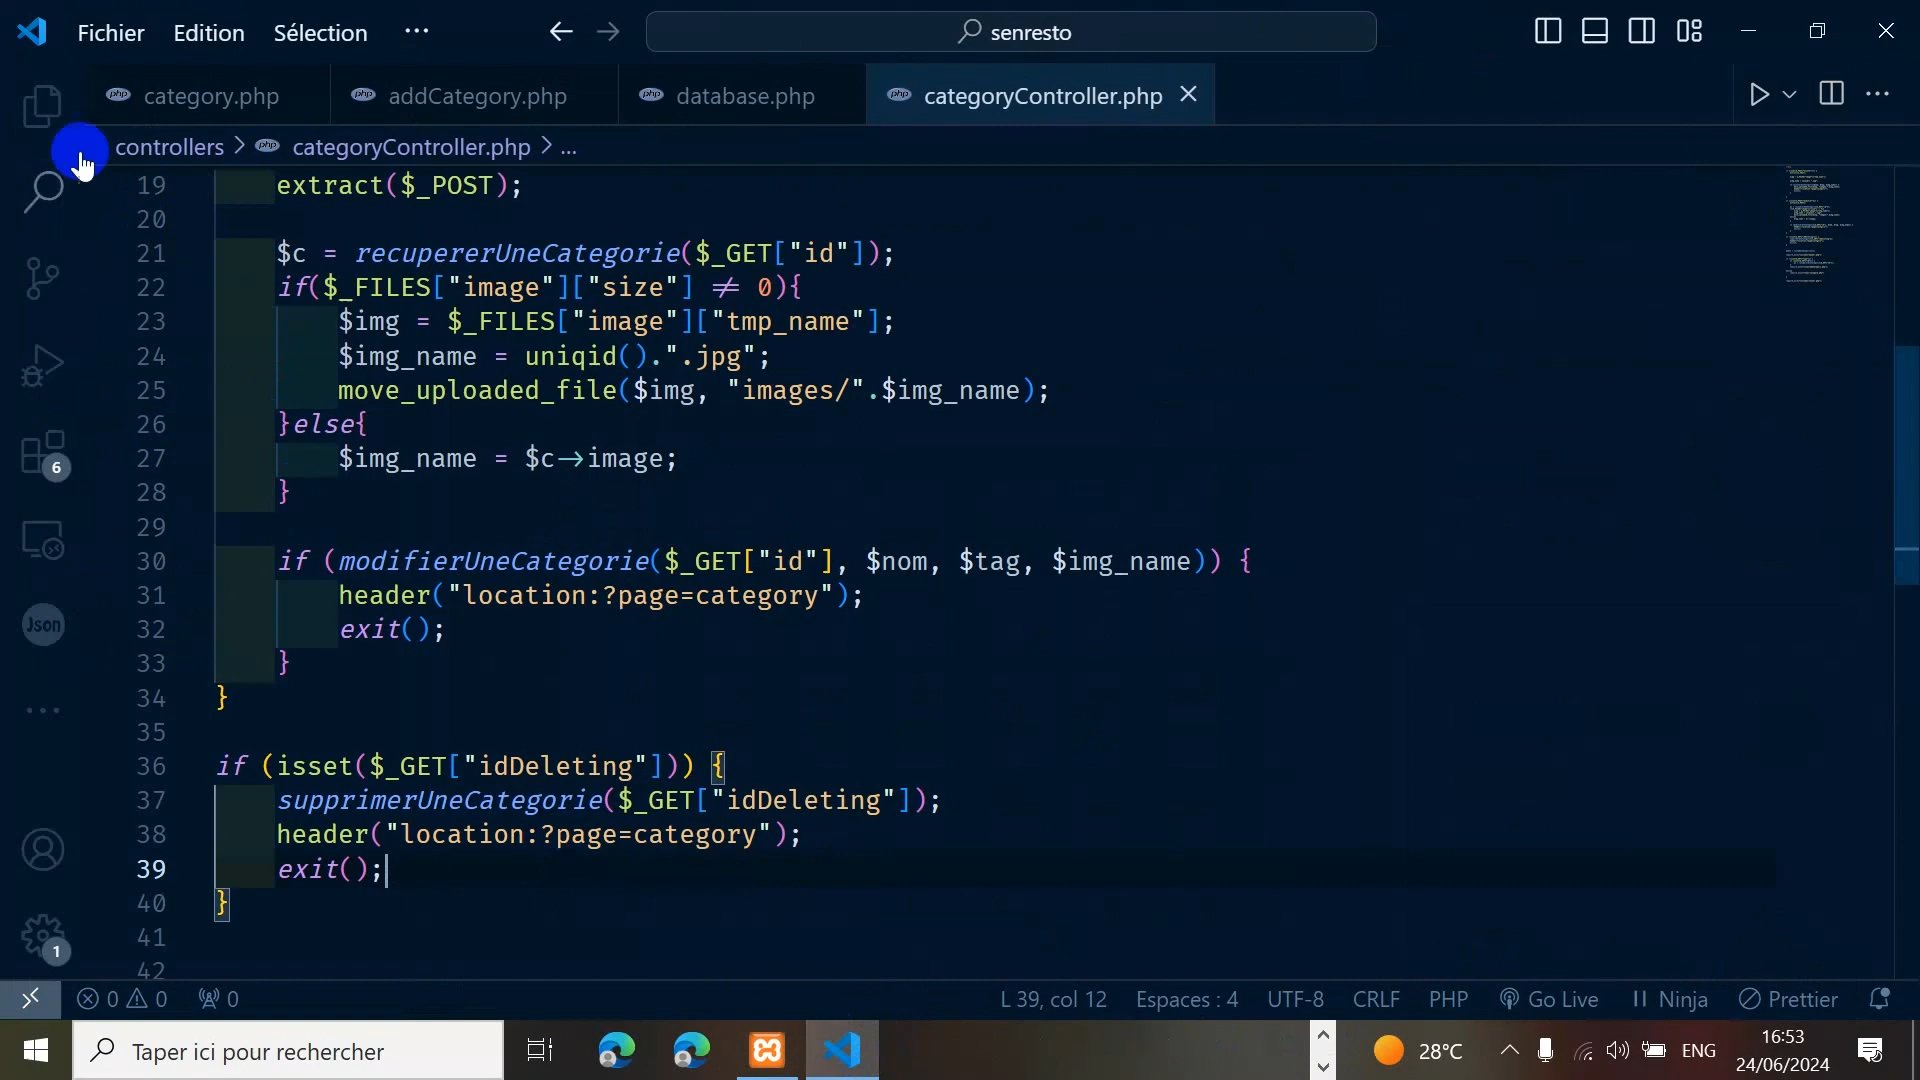 Fichier Edition Sélection ··· senresto
php category.php php addCategory.php php database.php php categoryController.php
controllers > php categoryController.php > ...
19 extract($_POST);
20
21 $c = recupererUneCategorie($_GET["id"]);
22 if($_FILES["image"]["size"] ≠ 0){
23 $img = $_FILES["image"]["tmp_name"];
24 $img_name = uniqid().".jpg";
25 move_uploaded_file($img, "images/".$img_name);
26 }else{
27 $img_name = $c→image;
28 }
29
30 if (modifierUneCategorie($_GET["id"], $nom, $tag, $img_name)) {
31 header("location:?page=category");
32 exit();
33 }
34 }
35
36 if (isset($_GET["idDeleting"])) {
37 supprimerUneCategorie($_GET["idDeleting"]);
38 header("location:?page=category");
39 exit();
40 }
41
42
6
Json
1
0 0 0 L 39, col 12 Espaces : 4 UTF-8 CRLF PHP Go Live Ninja Prettier
Taper ici pour rechercher 28°C ENG 16:53
24/06/2024